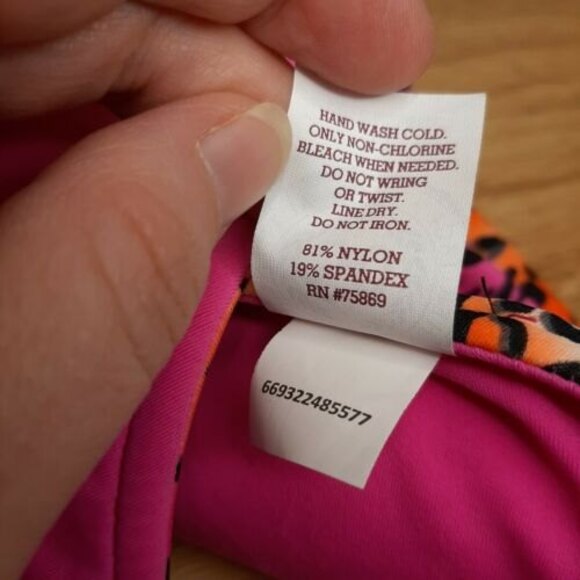 HAND WASH COLD.
ONLY NON-CHLORINE
BLEACH WHEN NEEDED.
DO NOT WRING
OR TWIST.
LINE DRY.
DO NOT IRON.
81% NYLON
19% SPANDEX
RN #75869
669322485577